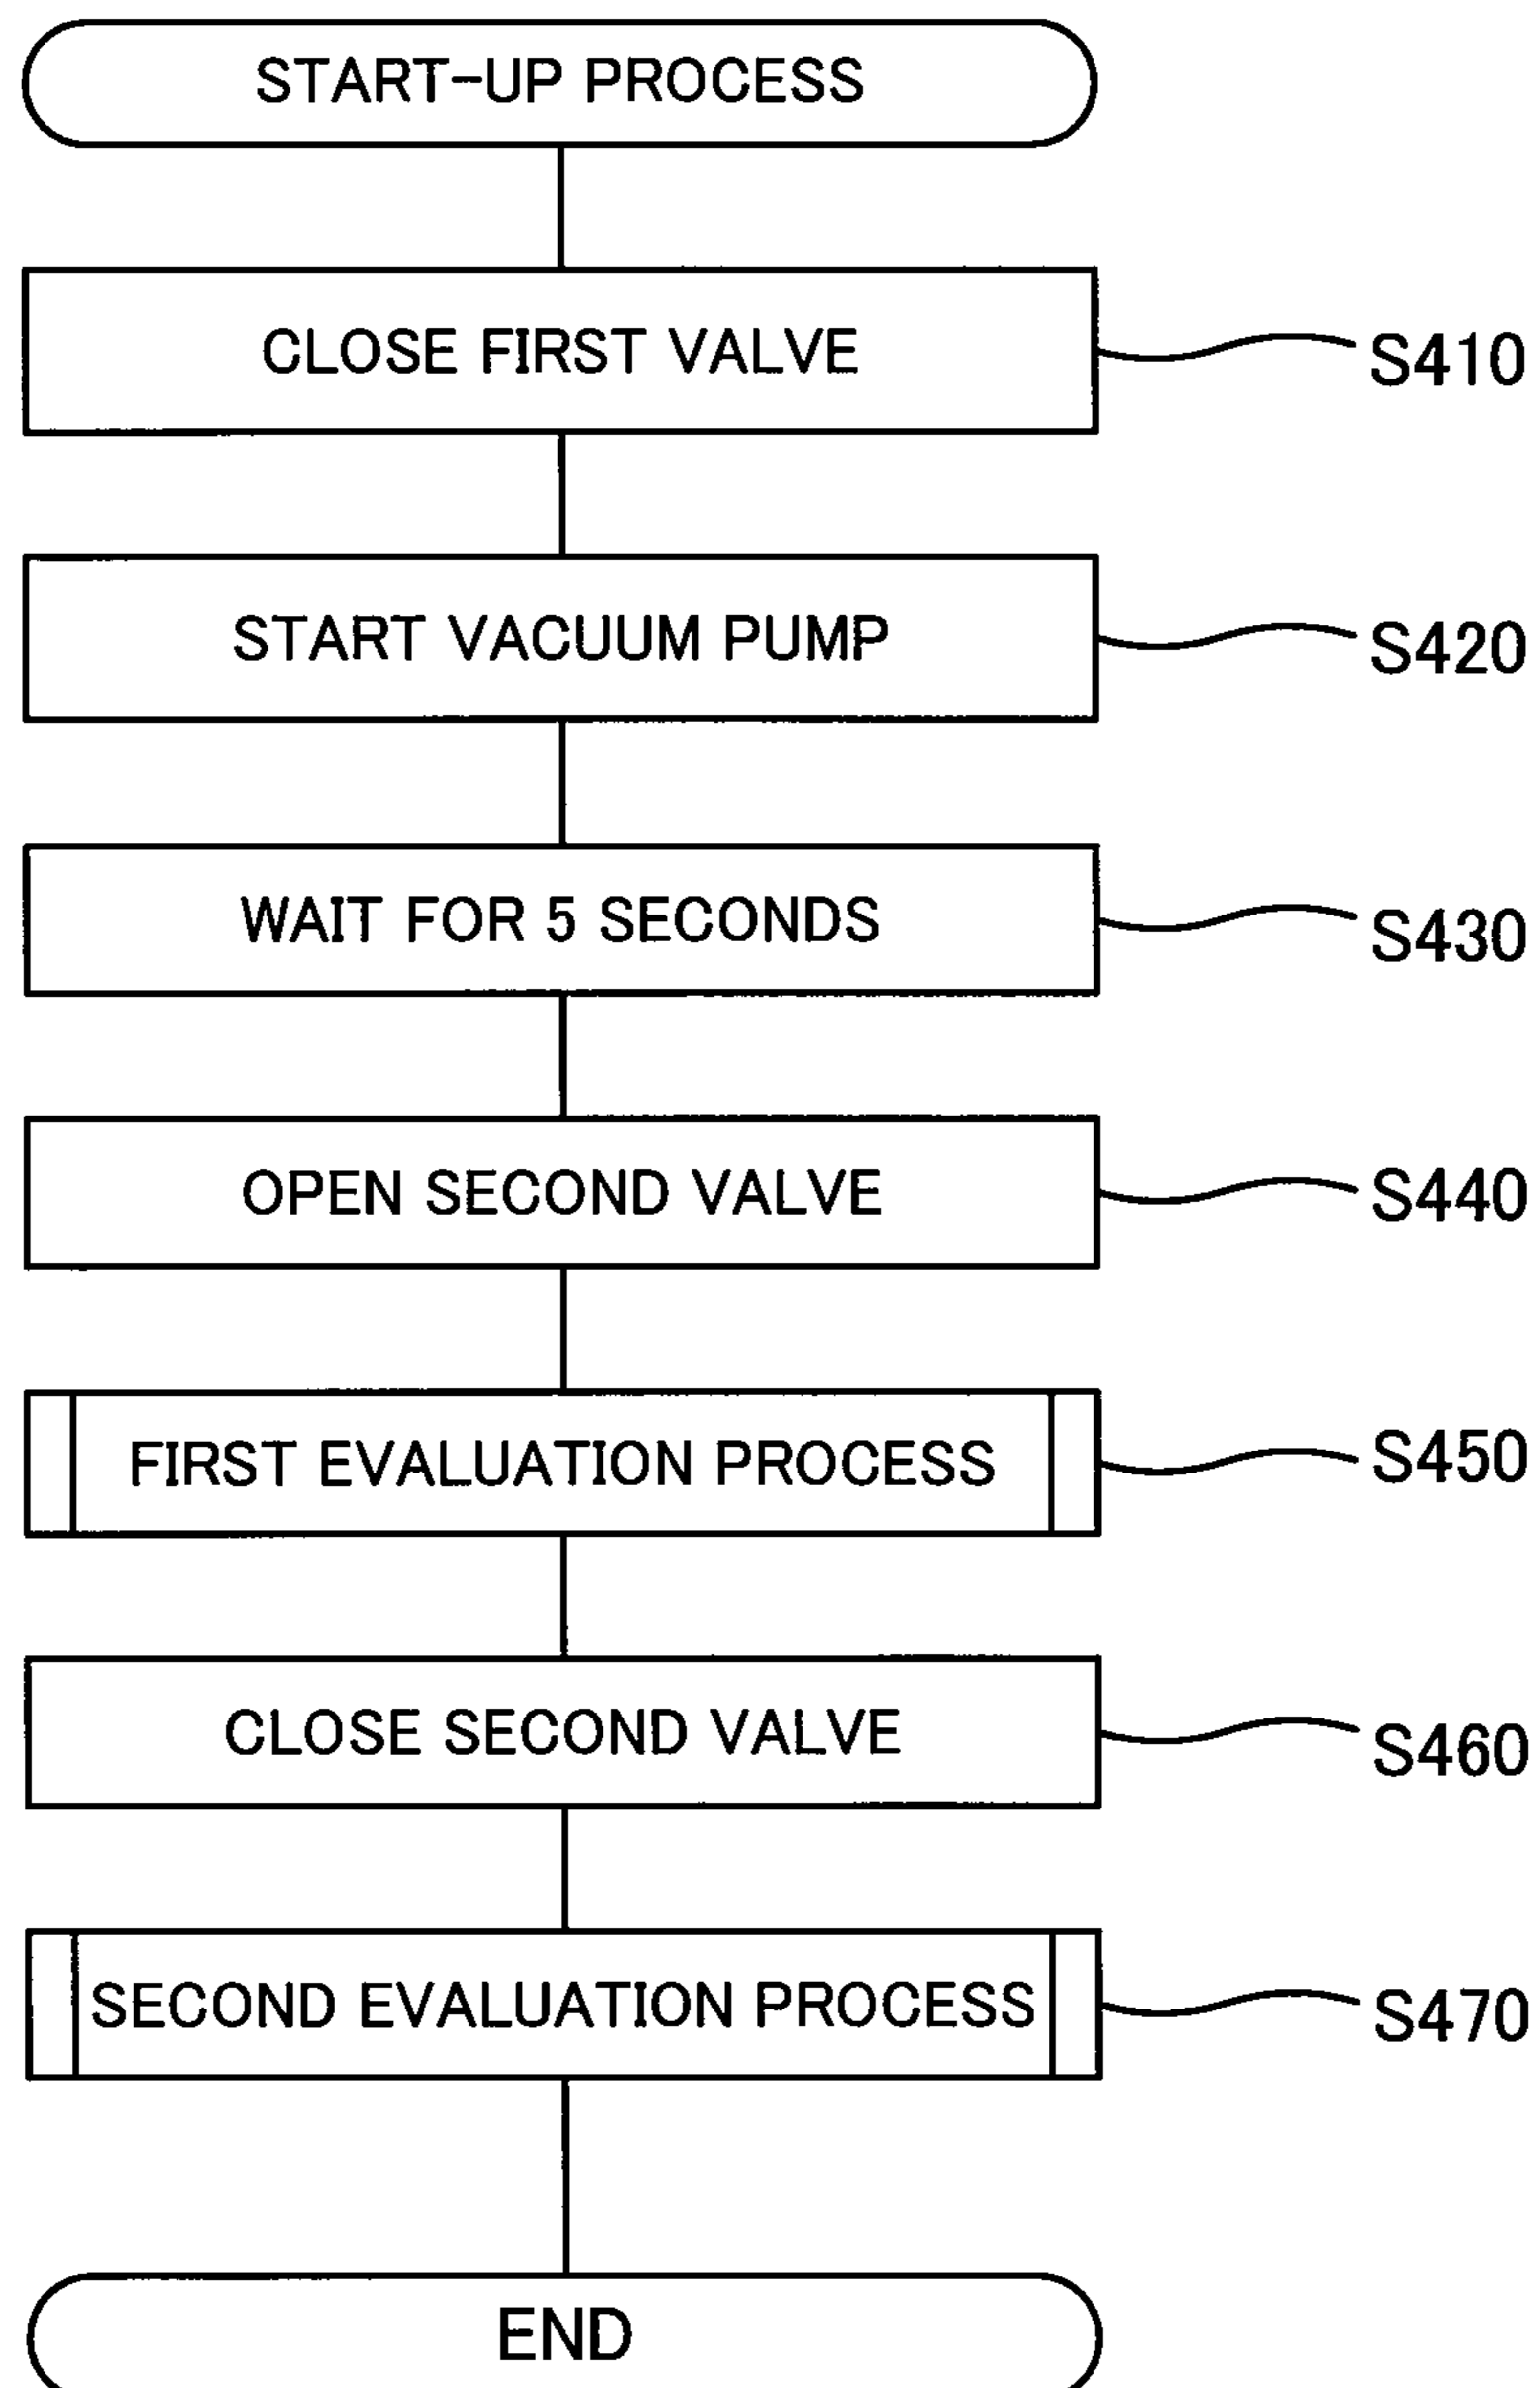 START-UP PROCESS
CLOSE FIRST VALVE
S410
START VACUUM PUMP
S420
WAIT FOR 5 SECONDS
S430
OPEN SECOND VALVE
S440
FIRST EVALUATION PROCESS
S450
CLOSE SECOND VALVE
S460
SECOND EVALUATION PROCESS
S470
END